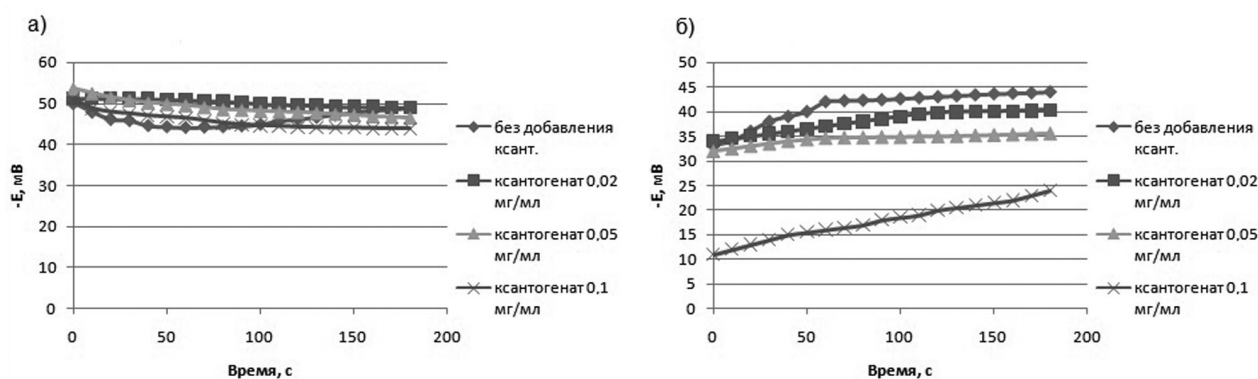 а)
60
50
40
30
20
10
0
-Е, мВ
0
50
100
150
200
Время, с
без добавления
ксант.
ксантогенат 0,02
мг/мл
ксантогенат 0,05
мг/мл
ксантогенат 0,1
мг/мл
б)
50
45
40
35
30
25
20
15
10
5
0
-Е, мВ
0
50
100
150
200
Время, с
без добавления
ксант.
ксантогенат 0,02
мг/мл
ксантогенат 0,05
мг/мл
ксантогенат 0,1
мг/мл